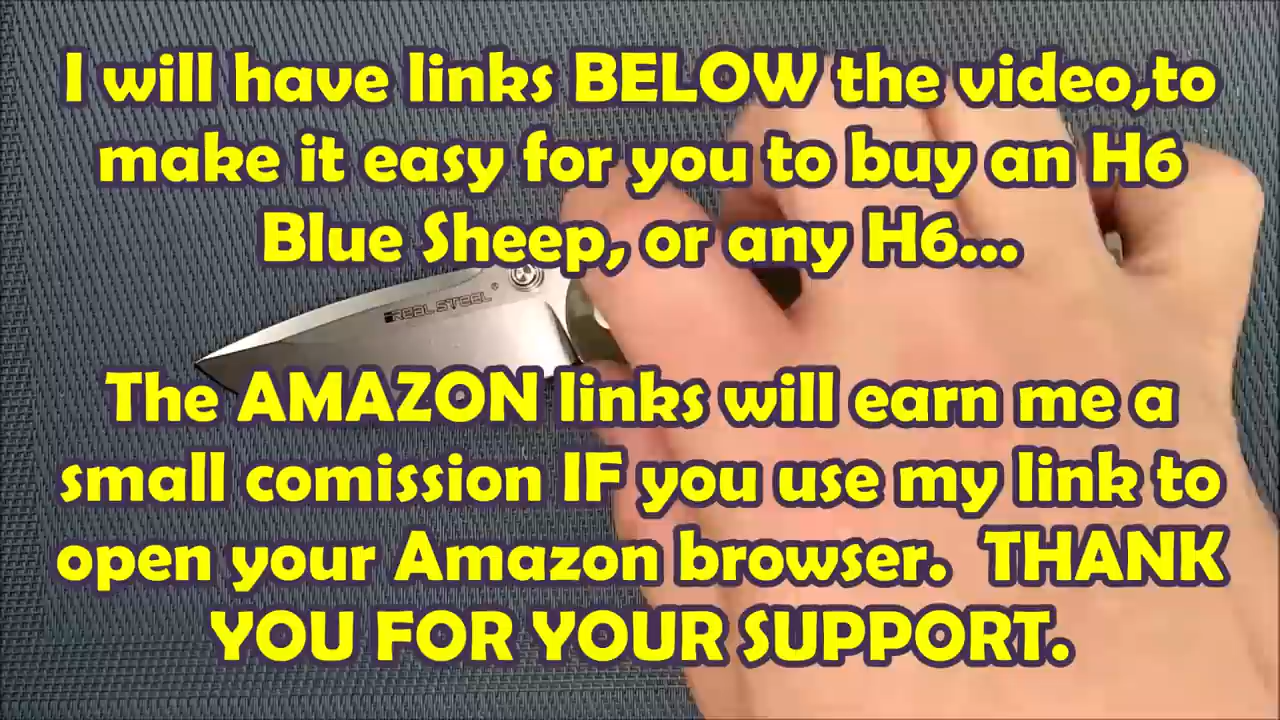 I will have links BELOW the video,to
make it easy for you to buy an H6
Blue Sheep, or any H6...
REAL STEEL®
The AMAZON links will earn me a
small comission IF you use my link to
open your Amazon browser. THANK
YOU FOR YOUR SUPPORT.